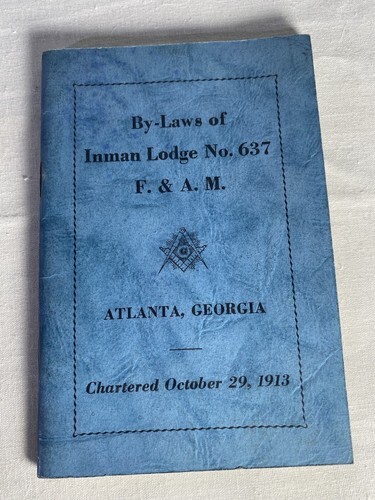 By-Laws of
Inman Lodge No. 637
F. & A. M.
G
ATLANTA, GEORGIA
Chartered October 29, 1913